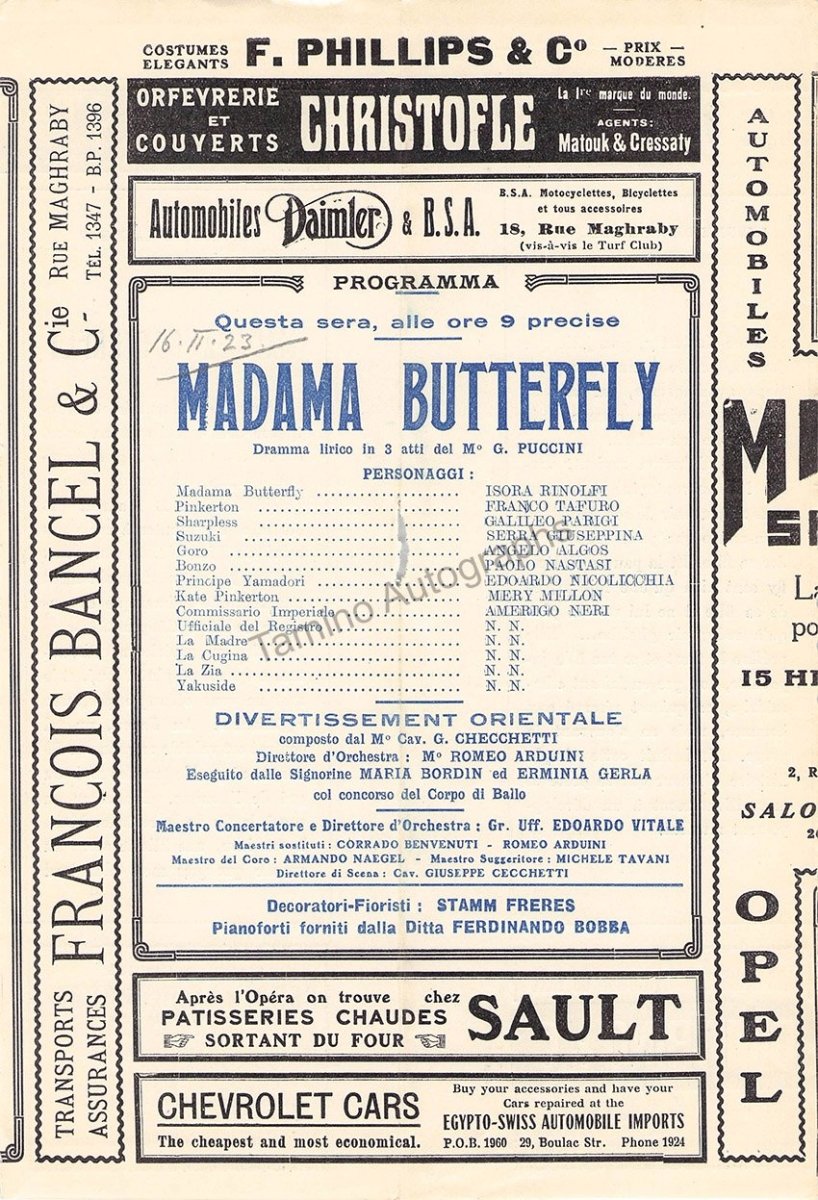 COSTUMES ELEGANTS F. PHILLIPS & Cº — PRIX — MODERES
ORFEVRERIE ET COUVERTS CHRISTOFLE La 1re marque du monde.
AGENTS:
Matouk & Cressaty
Automobiles Daimler & B.S.A.
B.S.A. Motocyclettes, Bicyclettes
et tous accessoires
18, Rue Maghraby
(vis-à-vis le Turf Club)
TRANSPORTS ASSURANCES FRANÇOIS BANCEL & Cie RUE MAGHRABY TÉL. 1347 - B.P. 1396
PROGRAMMA
Questa sera, alle ore 9 precise
16·II·23
MADAMA BUTTERFLY
Dramma lirico in 3 atti del Mº G. PUCCINI
PERSONAGGI :
Madama Butterfly .................... ISORA RINOLFI
Pinkerton .................... FRANCO TAFURO
Sharpless .................... GALILEO PARIGI
Suzuki .................... SERRA GIUSEPPINA
Goro .................... ANGELO ALGOS
Bonzo .................... PAOLO NASTASI
Principe Yamadori .................... EDOARDO NICOLICCHIA
Kate Pinkerton .................... MERY MILLON
Commissario Imperiale .................... AMERIGO NERI
Ufficiale del Registro .................... N. N.
La Madre .................... N. N.
La Cugina .................... N. N.
La Zia .................... N. N.
Yakuside .................... N. N.
Tamino Autographs
DIVERTISSEMENT ORIENTALE
composto dal Mº Cav. G. CHECCHETTI
Direttore d'Orchestra : Mº ROMEO ARDUINI
Eseguito dalle Signorine MARIA BORDIN ed ERMINIA GERLA
col concorso del Corpo di Ballo
Maestro Concertatore e Direttore d'Orchestra : Gr. Uff. EDOARDO VITALE
Maestri sostituti : CORRADO BENVENUTI - ROMEO ARDUINI
Maestro del Coro : ARMANDO NAEGEL - Maestro Suggeritore : MICHELE TAVANI
Direttore di Scena : Cav. GIUSEPPE CECCHETTI
Decoratori-Fioristi : STAMM FRERES
Pianoforti forniti dalla Ditta FERDINANDO BOBBA
Après l'Opéra on trouve chez
PATISSERIES CHAUDES SAULT
SORTANT DU FOUR
CHEVROLET CARS
The cheapest and most economical.
Buy your accessories and have your
Cars repaired at the
EGYPTO-SWISS AUTOMOBILE IMPORTS
P.O.B. 1960 29, Boulac Str. Phone 1924
AUTOMOBILES
OPEL
La
po
15 HI
2, R
SALO